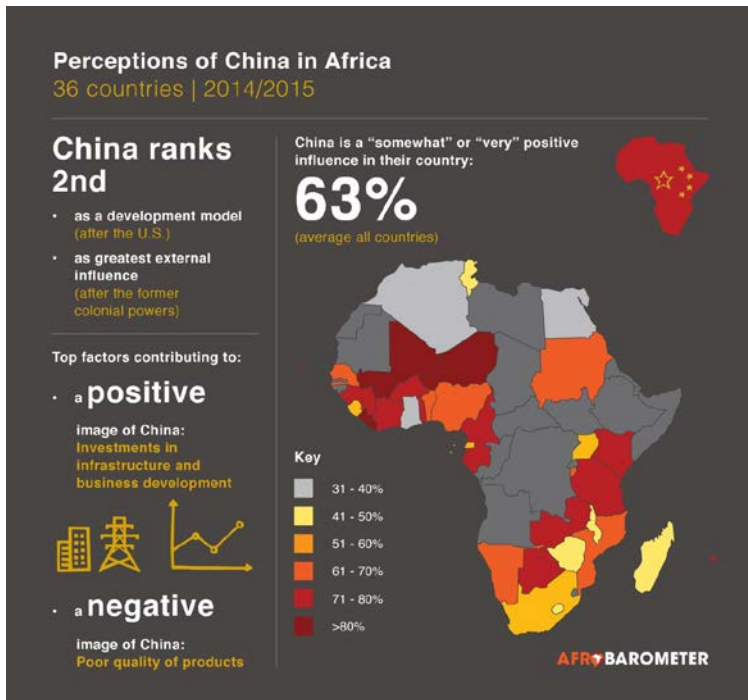 Perceptions of China in Africa
36 countries | 2014/2015
China ranks
2nd
• as a development model
(after the U.S.)
• as greatest external
influence
(after the former
colonial powers)
Top factors contributing to:
• a positive
image of China:
Investments in
infrastructure and
business development
• a negative
image of China:
Poor quality of products
China is a “somewhat” or “very” positive
influence in their country:
63%
(average all countries)
Key
31 - 40%
41 - 50%
51 - 60%
61 - 70%
71 - 80%
>80%
AFROBAROMETER